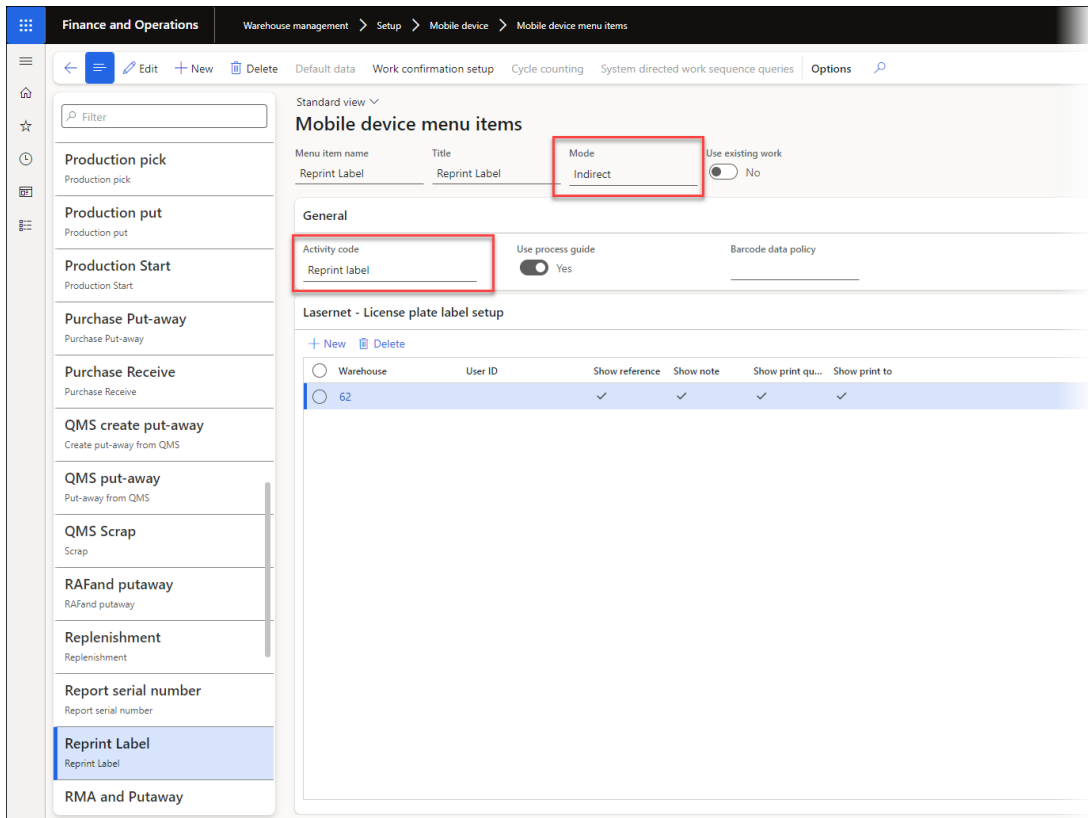 Finance and Operations
Warehouse management > Setup > Mobile device > Mobile device menu items
Edit
New
Delete
Default data
Work confirmation setup
Cycle counting
System directed work sequence queries
Options
Filter
Production pick
Production pick
Production put
Production put
Production Start
Production Start
Purchase Put-away
Purchase Put-away
Purchase Receive
Purchase Receive
QMS create put-away
Create put-away from QMS
QMS put-away
Put-away from QMS
QMS Scrap
Scrap
RAFand putaway
RAFand putaway
Replenishment
Replenishment
Report serial number
Report serial number
Reprint Label
Reprint Label
RMA and Putaway
Standard view
Mobile device menu items
Menu item name
Title
Mode
Use existing work
Reprint Label
Reprint Label
Indirect
No
General
Activity code
Use process guide
Barcode data policy
Reprint label
Yes
Lasernet - License plate label setup
New
Delete
Warehouse
User ID
Show reference
Show note
Show print qu...
Show print to
62